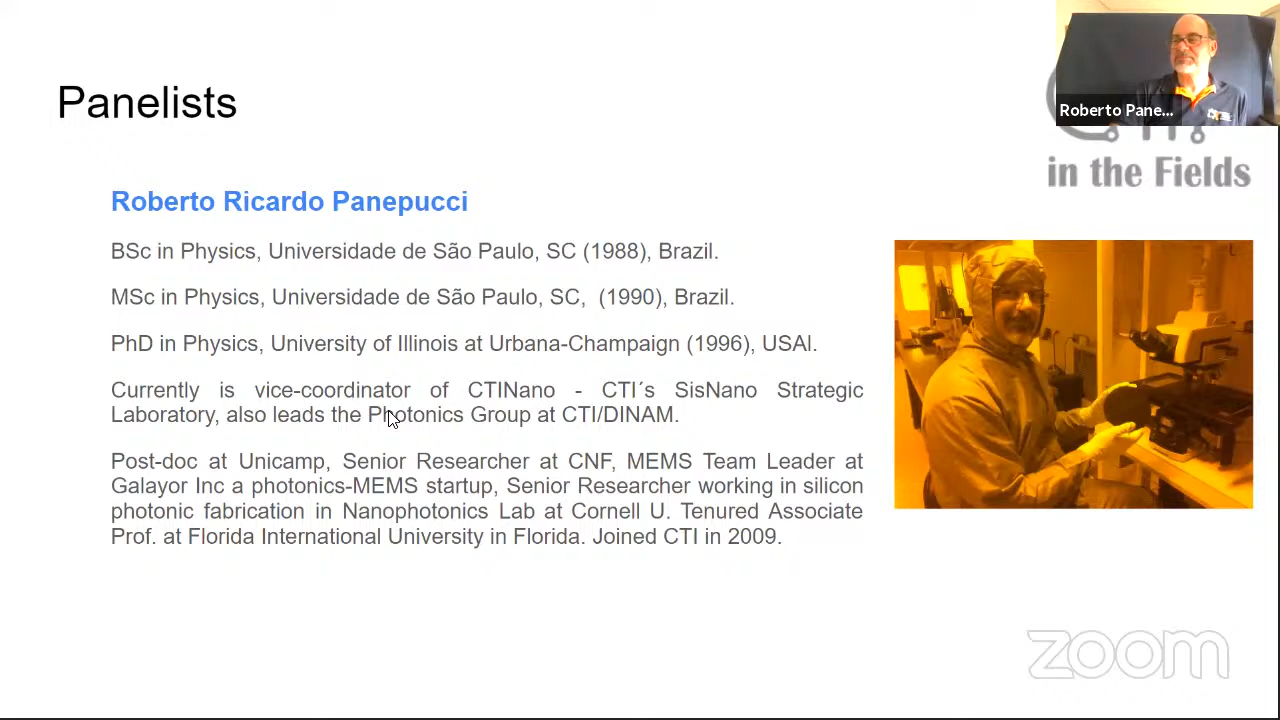 Panelists
Roberto Pane...
in the Fields
Roberto Ricardo Panepucci
BSc in Physics, Universidade de São Paulo, SC (1988), Brazil.
MSc in Physics, Universidade de São Paulo, SC,  (1990), Brazil.
PhD in Physics, University of Illinois at Urbana-Champaign (1996), USAl.
Currently is vice-coordinator of CTINano - CTI´s SisNano Strategic
Laboratory, also leads the Photonics Group at CTI/DINAM.
Post-doc at Unicamp, Senior Researcher at CNF, MEMS Team Leader at
Galayor Inc a photonics-MEMS startup, Senior Researcher working in silicon
photonic fabrication in Nanophotonics Lab at Cornell U. Tenured Associate
Prof. at Florida International University in Florida. Joined CTI in 2009.
zoom